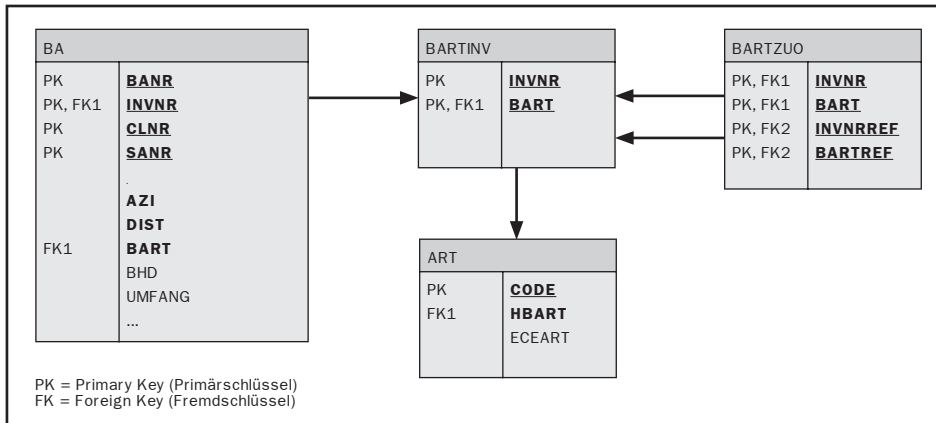 BA
PK BANR
PK, FK1 INVNR
PK CLNR
PK SANR
.
AZI
DIST
FK1 BART
BHD
UMFANG
...
BARTINV
PK INVNR
PK, FK1 BART
BARTZUO
PK, FK1 INVNR
PK, FK1 BART
PK, FK2 INVNRREF
PK, FK2 BARTREF
ART
PK CODE
FK1 HBART
ECEART
PK = Primary Key (Primärschlüssel)
FK = Foreign Key (Fremdschlüssel)